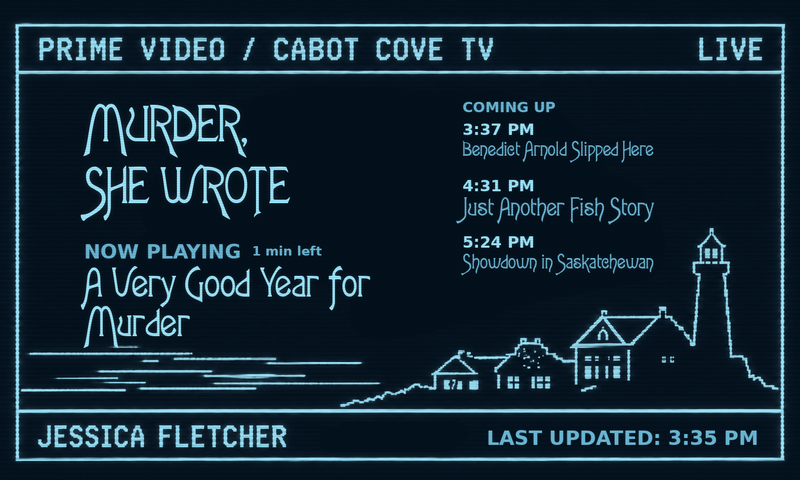 PRIME VIDEO / CABOT COVE TV
LIVE
MURDER,
SHE WROTE
NOW PLAYING 1 min left
A Very Good Year for
Murder
COMING UP
3:37 PM
Benedict Arnold Slipped Here
4:31 PM
Just Another Fish Story
5:24 PM
Showdown in Saskatchewan
JESSICA FLETCHER
LAST UPDATED: 3:35 PM